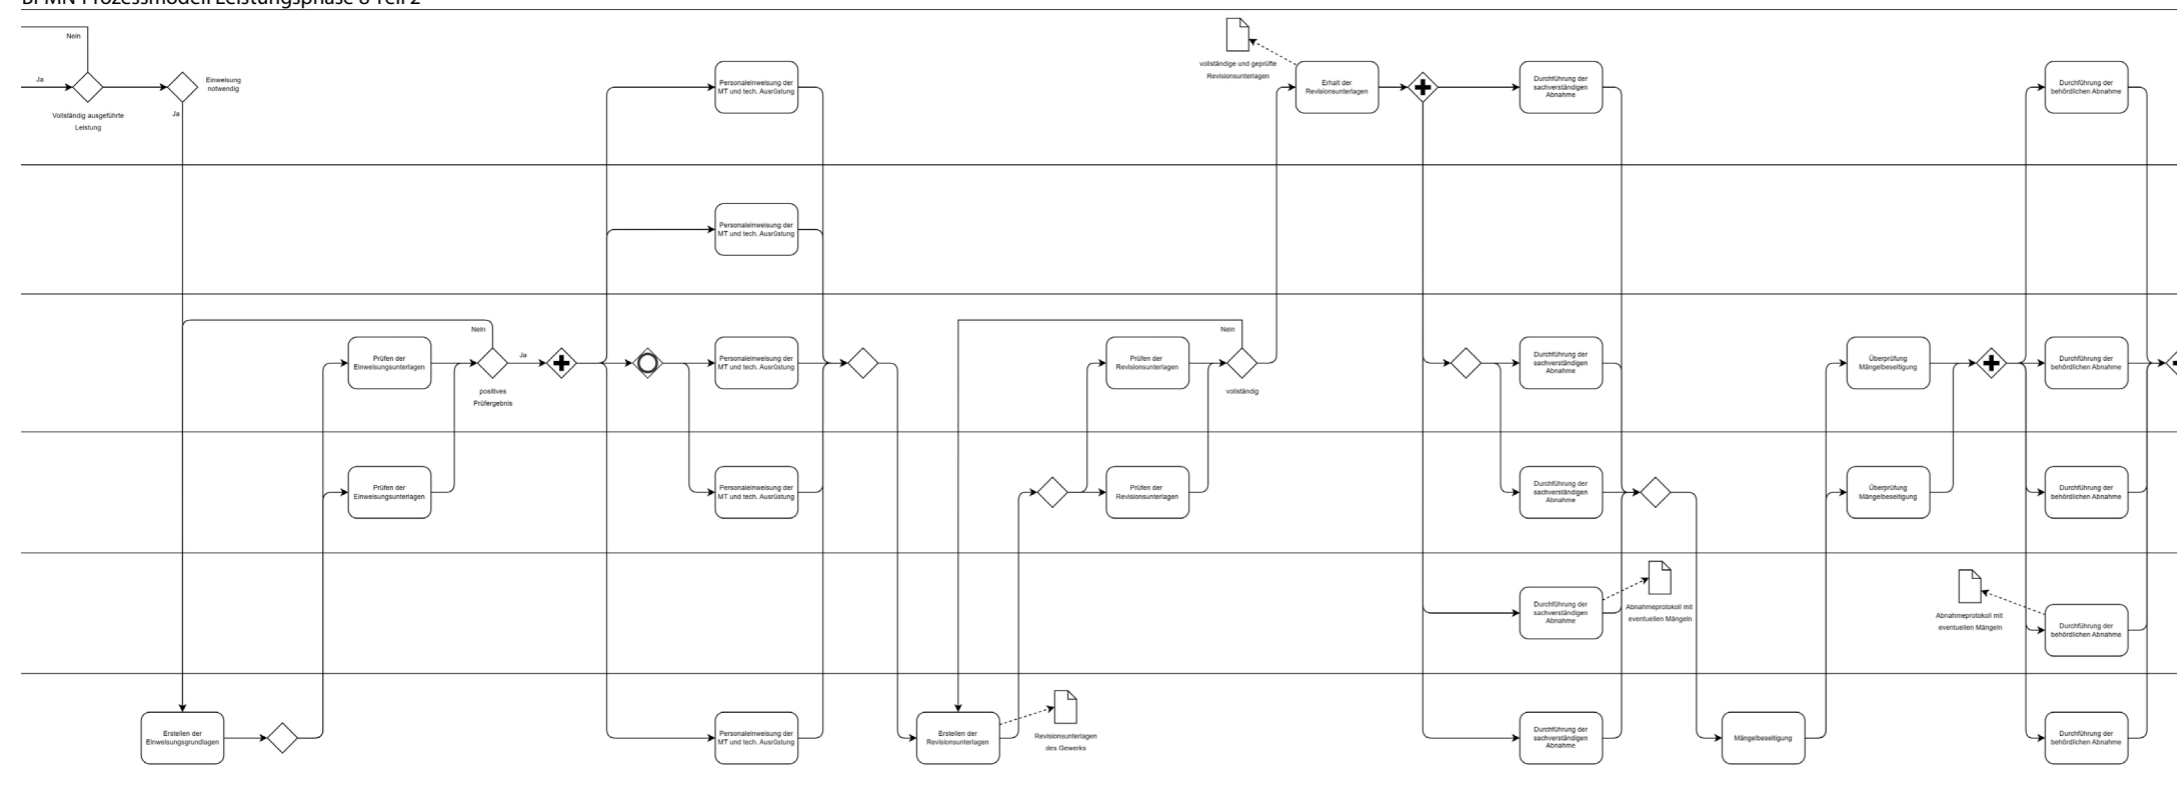 BPMN Prozessmodell Leistungsphase 8 Teil 2
Nein
Ja
Vollständig ausgeführte
Leistung
Einweisung
notwendig
Ja
Personaleinweisung der
MT und tech. Ausrüstung
vollständige und geprüfte
Revisionsunterlagen
Erhalt der
Revisionsunterlagen
Durchführung der
sachverständigen
Abnahme
Durchführung der
behördlichen Abnahme
Personaleinweisung der
MT und tech. Ausrüstung
Prüfen der
Einweisungsunterlagen
Nein
positives
Prüfergebnis
Ja
Personaleinweisung der
MT und tech. Ausrüstung
Prüfen der
Revisionsunterlagen
Nein
vollständig
Durchführung der
sachverständigen
Abnahme
Überprüfung
Mängelbeseitigung
Durchführung der
behördlichen Abnahme
Prüfen der
Einweisungsunterlagen
Personaleinweisung der
MT und tech. Ausrüstung
Prüfen der
Revisionsunterlagen
Durchführung der
sachverständigen
Abnahme
Überprüfung
Mängelbeseitigung
Durchführung der
behördlichen Abnahme
Durchführung der
sachverständigen
Abnahme
Abnahmeprotokoll mit
eventuellen Mängeln
Abnahmeprotokoll mit
eventuellen Mängeln
Durchführung der
behördlichen Abnahme
Erstellen der
Einweisungsgrundlagen
Personaleinweisung der
MT und tech. Ausrüstung
Erstellen der
Revisionsunterlagen
Revisionsunterlagen
des Gewerks
Durchführung der
sachverständigen
Abnahme
Mängelbeseitigung
Durchführung der
behördlichen Abnahme